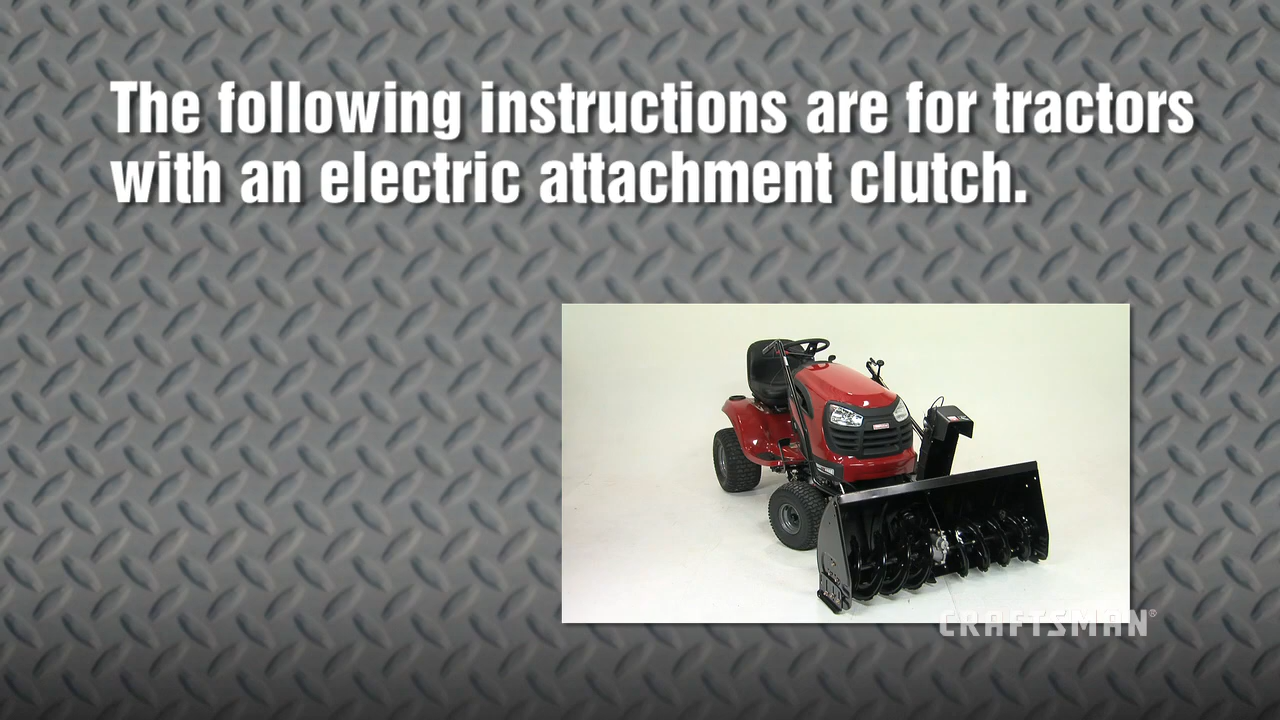 The following instructions are for tractors
with an electric attachment clutch.
CRAFTSMAN®